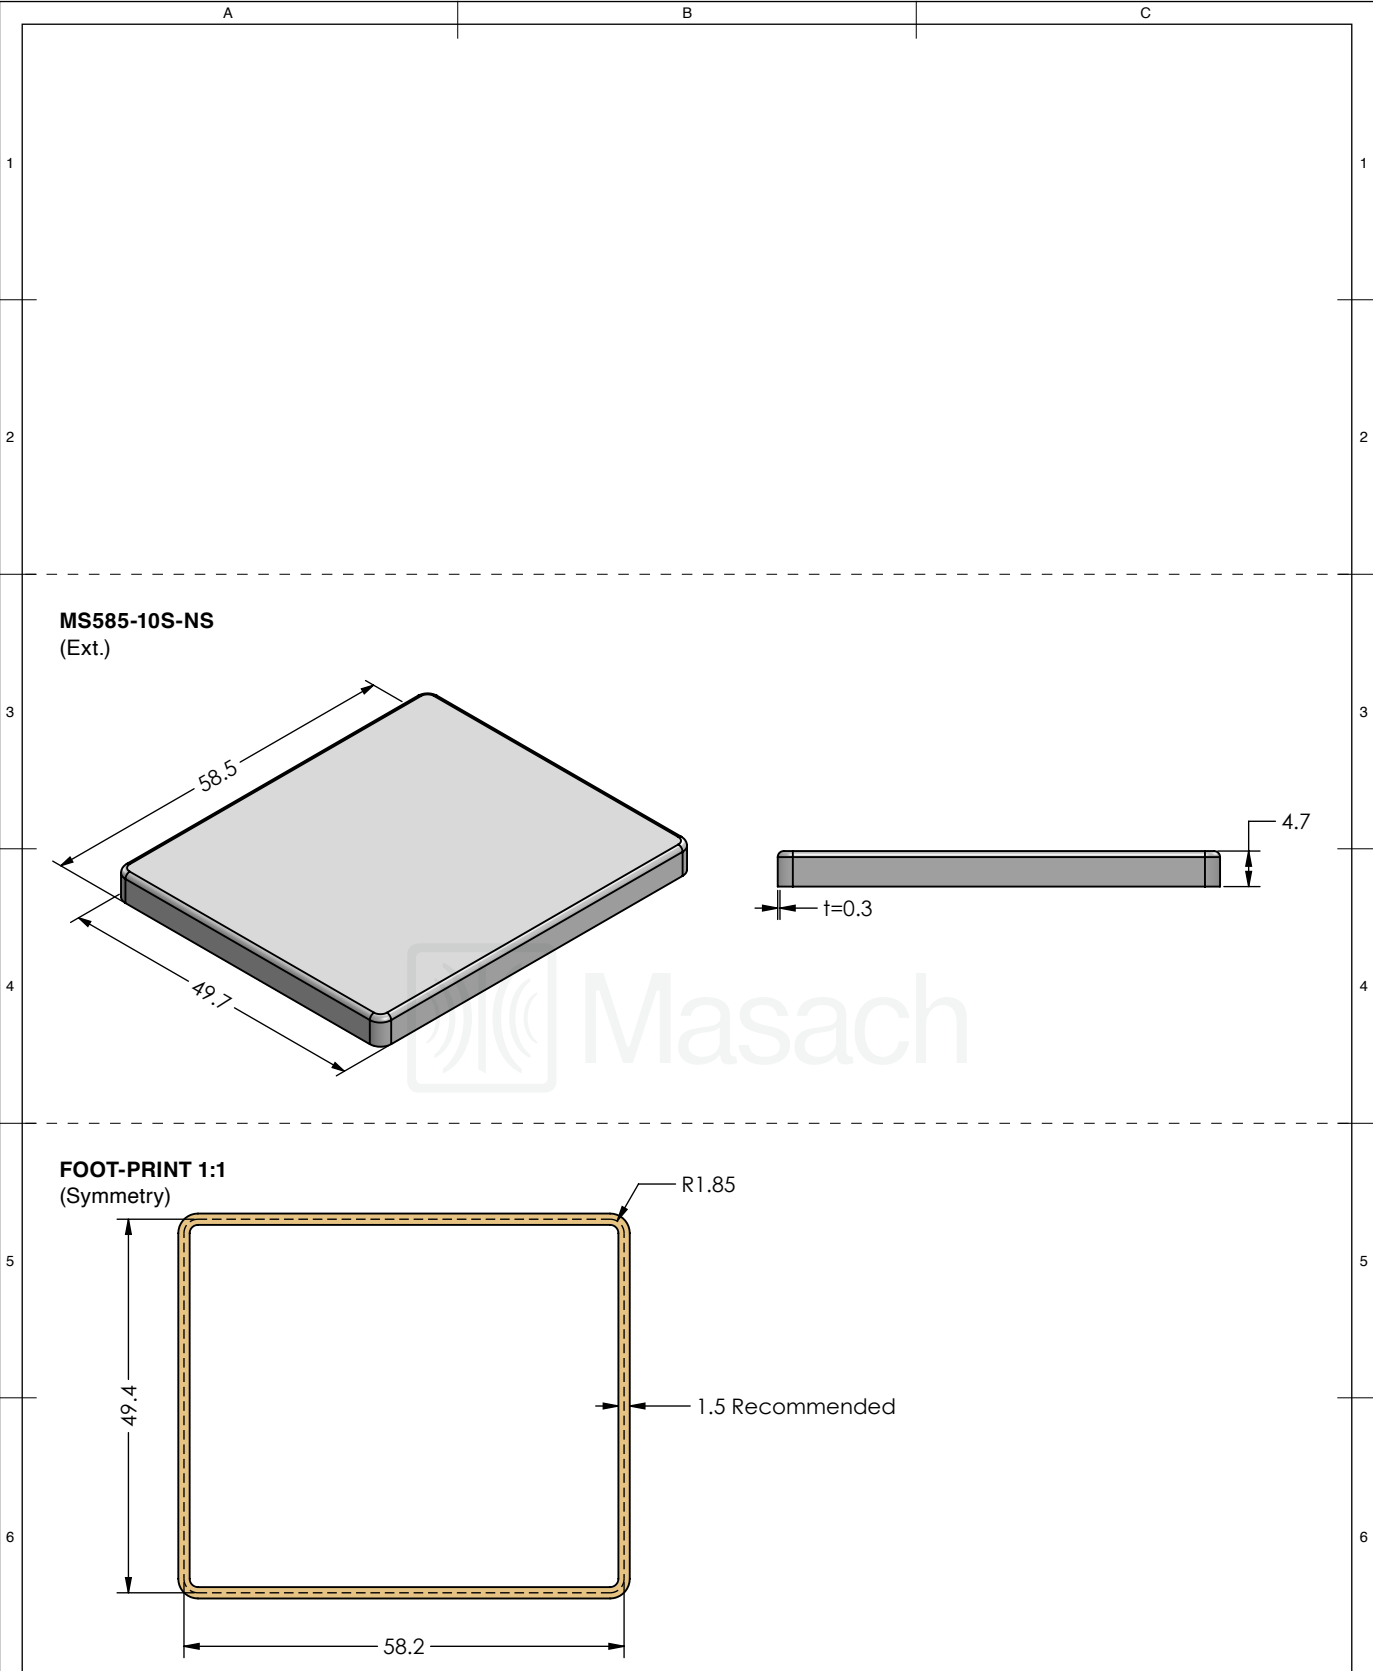 A B C
1 1
2 2
MS585-10S-NS
(Ext.)
3 3
58.5
4.7
t=0.3
49.7
4 4
Masach
FOOT-PRINT 1:1
(Symmetry)
R1.85
5 5
49.4
1.5 Recommended
6 6
58.2